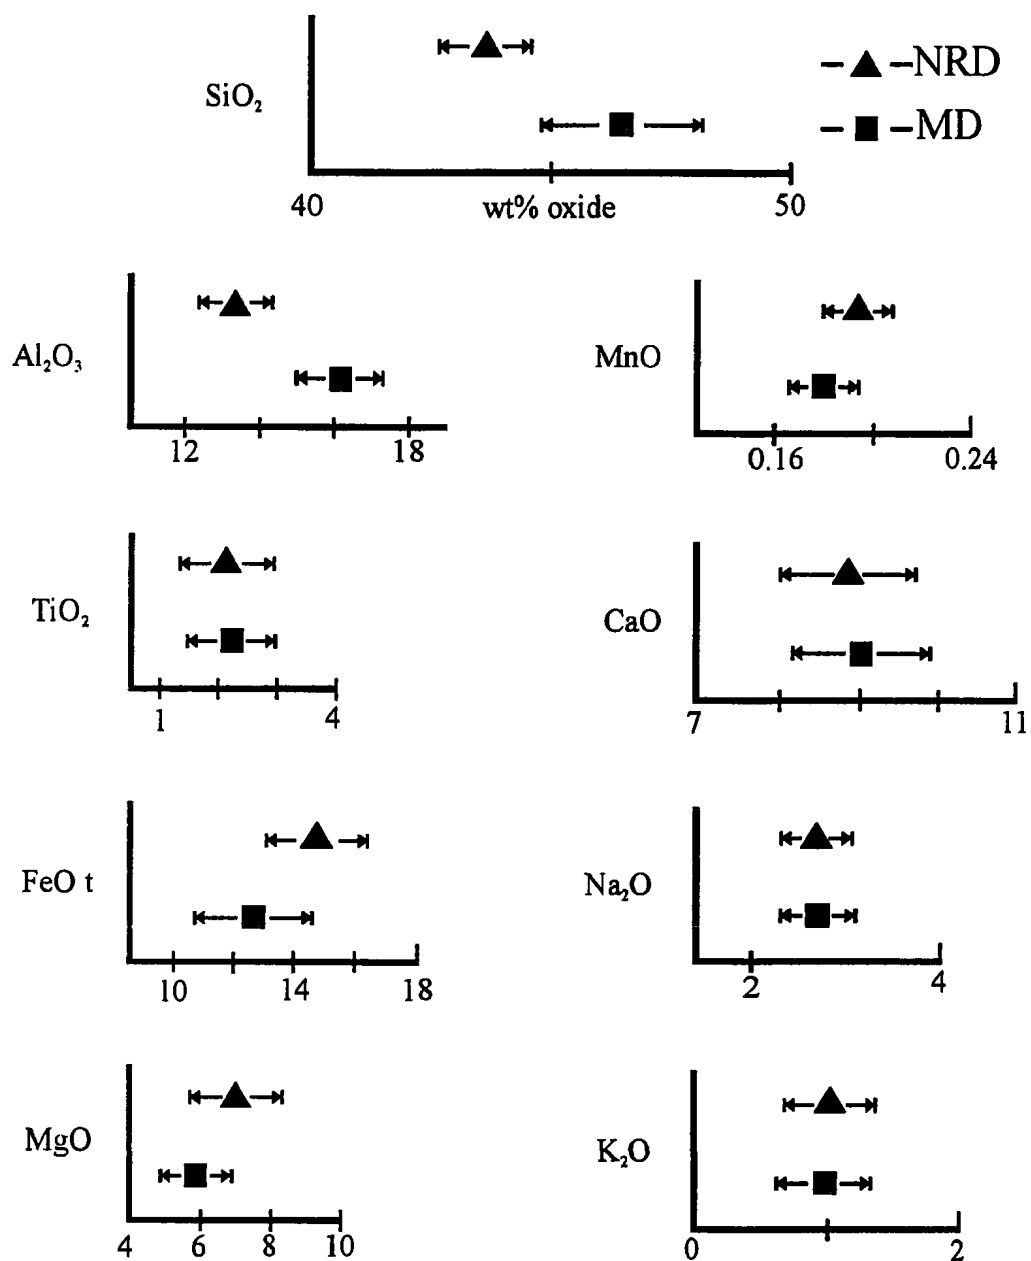 NRD
SiO₂
MD
40 wt% oxide 50
Al₂O₃
12 18
MnO
0.16 0.24
TiO₂
1 4
CaO
7 11
FeO t
10 14 18
Na₂O
2 4
MgO
4 6 8 10
K₂O
0 2